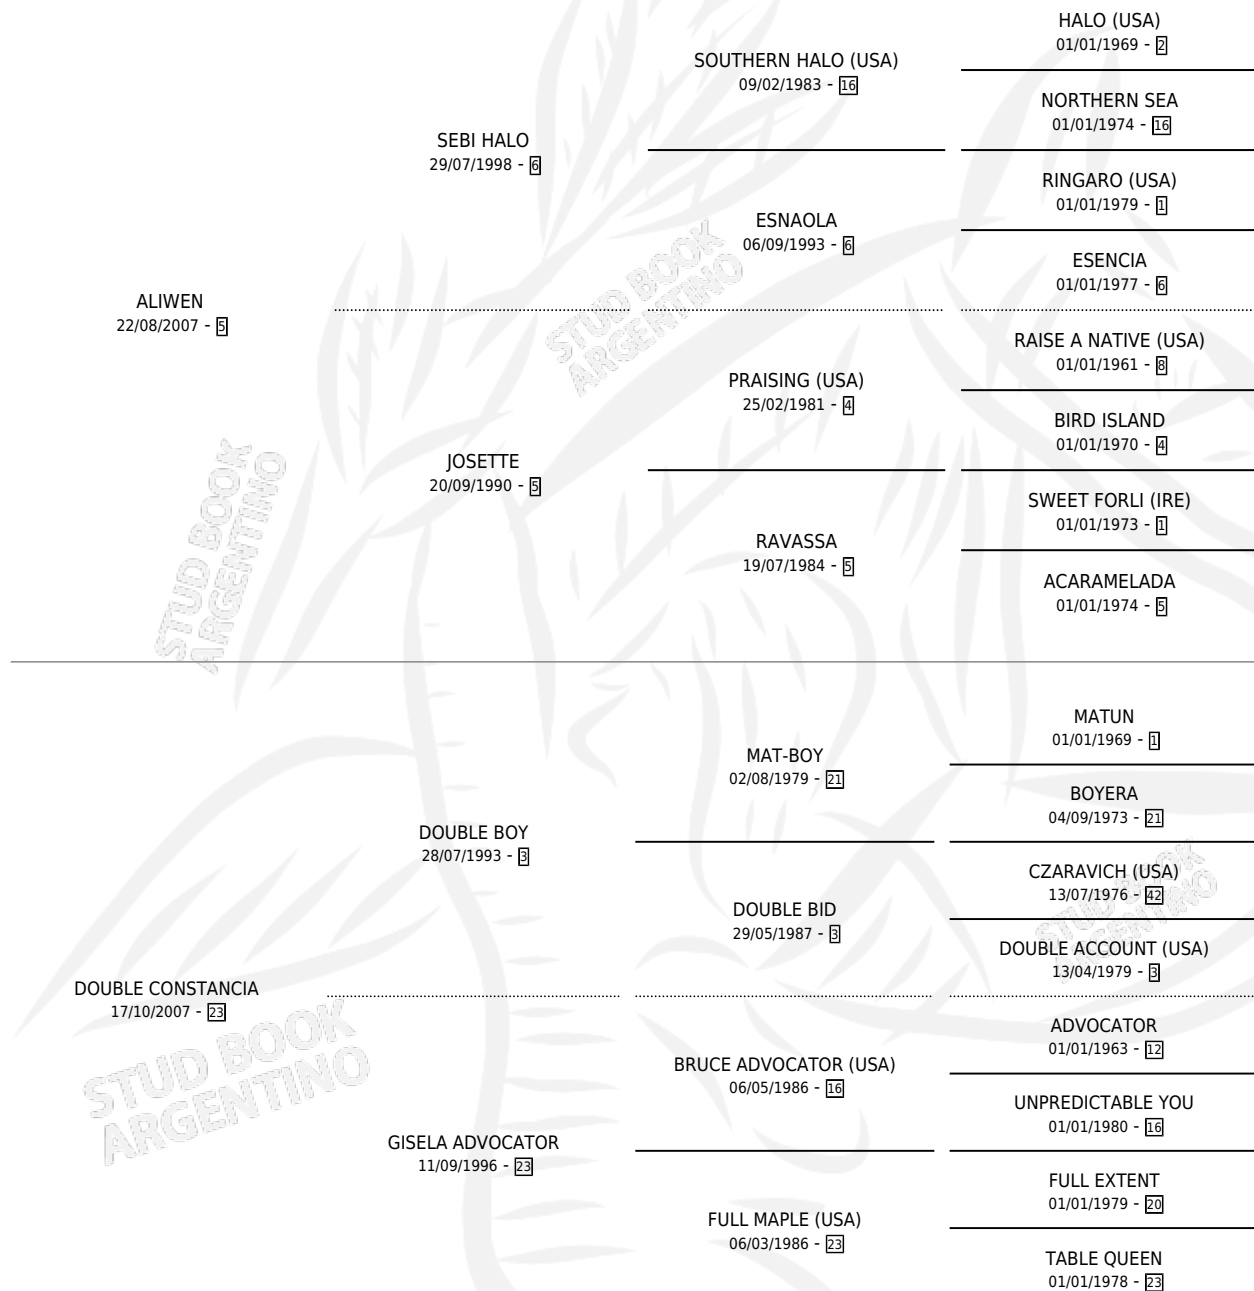 HALO (USA)
01/01/1969 - 2
SOUTHERN HALO (USA)
09/02/1983 - 16
NORTHERN SEA
01/01/1974 - 16
SEBI HALO
29/07/1998 - 6
RINGARO (USA)
01/01/1979 - 1
ESNAOLA
06/09/1993 - 6
ESENCIA
01/01/1977 - 6
ALIWEN
22/08/2007 - 5
RAISE A NATIVE (USA)
01/01/1961 - 8
PRAISING (USA)
25/02/1981 - 4
BIRD ISLAND
01/01/1970 - 4
JOSETTE
20/09/1990 - 5
SWEET FORLI (IRE)
01/01/1973 - 1
RAVASSA
19/07/1984 - 5
ACARAMELADA
01/01/1974 - 5
MATUN
01/01/1969 - 1
MAT-BOY
02/08/1979 - 21
BOYERA
04/09/1973 - 21
DOUBLE BOY
28/07/1993 - 3
CZARAVICH (USA)
13/07/1976 - 42
DOUBLE BID
29/05/1987 - 3
DOUBLE ACCOUNT (USA)
13/04/1979 - 3
DOUBLE CONSTANCIA
17/10/2007 - 23
ADVOCATOR
01/01/1963 - 12
BRUCE ADVOCATOR (USA)
06/05/1986 - 16
UNPREDICTABLE YOU
01/01/1980 - 16
GISELA ADVOCATOR
11/09/1996 - 23
FULL EXTENT
01/01/1979 - 20
FULL MAPLE (USA)
06/03/1986 - 23
TABLE QUEEN
01/01/1978 - 23
STUD BOOK
ARGENTINO
STUD BOOK
ARGENTINO
STUD BOOK
ARGENTINO
STUD BOOK
ARGENTINO